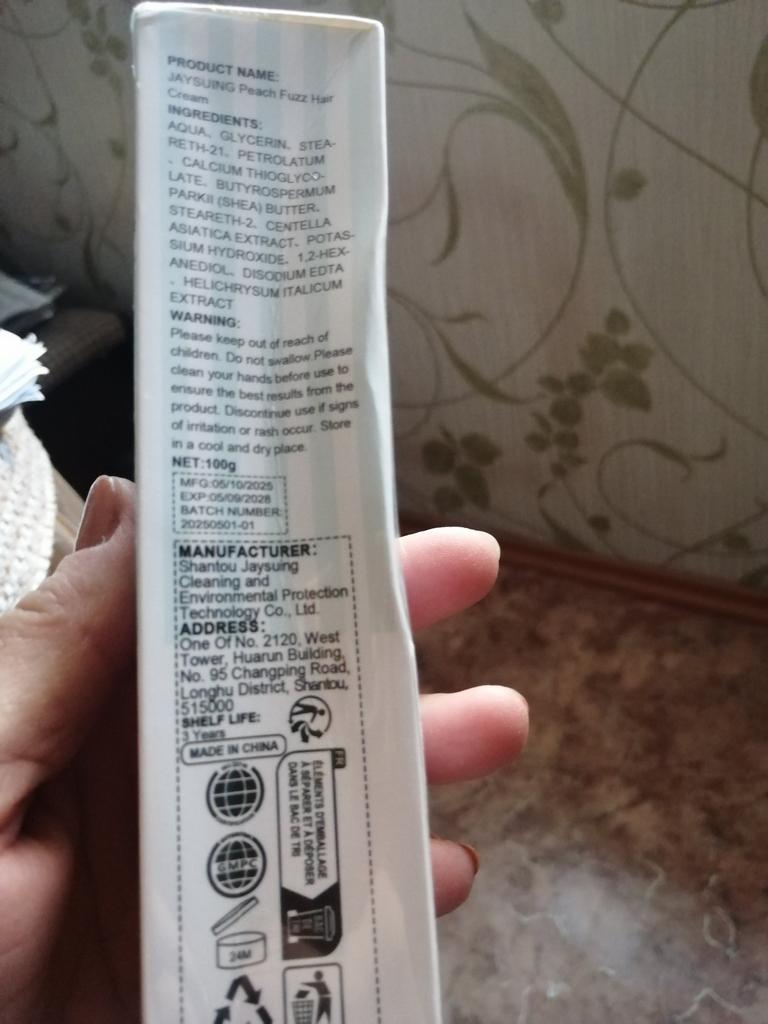 PRODUCT NAME:
JAYSUING Peach Fuzz Hair
Cream
INGREDIENTS:
AQUA、GLYCERIN、STEA-
RETH-21、PETROLATUM
、CALCIUM THIOGLYCO-
LATE、BUTYROSPERMUM
PARKII (SHEA) BUTTER、
STEARETH-2、CENTELLA
ASIATICA EXTRACT、POTAS-
SIUM HYDROXIDE、1,2-HEX-
ANEDIOL、DISODIUM EDTA
、HELICHRYSUM ITALICUM
EXTRACT
WARNING:
Please keep out of reach of
children. Do not swallow.Please
clean your hands before use to
ensure the best results from the
product. Discontinue use if signs
of irritation or rash occur. Store
in a cool and dry place.
NET:100g
MFG:05/10/2025
EXP:05/09/2028
BATCH NUMBER:
20250501-01
MANUFACTURER:
Shantou Jaysuing
Cleaning and
Environmental Protection
Technology Co., Ltd.
ADDRESS:
One Of No. 2120, West
Tower, Huarun Building,
No. 95 Changping Road,
Longhu District, Shantou,
515000
SHELF LIFE:
3 Years
MADE IN CHINA
FR
ÉLÉMENTS D'EMBALLAGE
À SÉPARER ET À DÉPOSER
DANS LE BAC DE TRI
BAC
DE
TRI
GMPC
24M